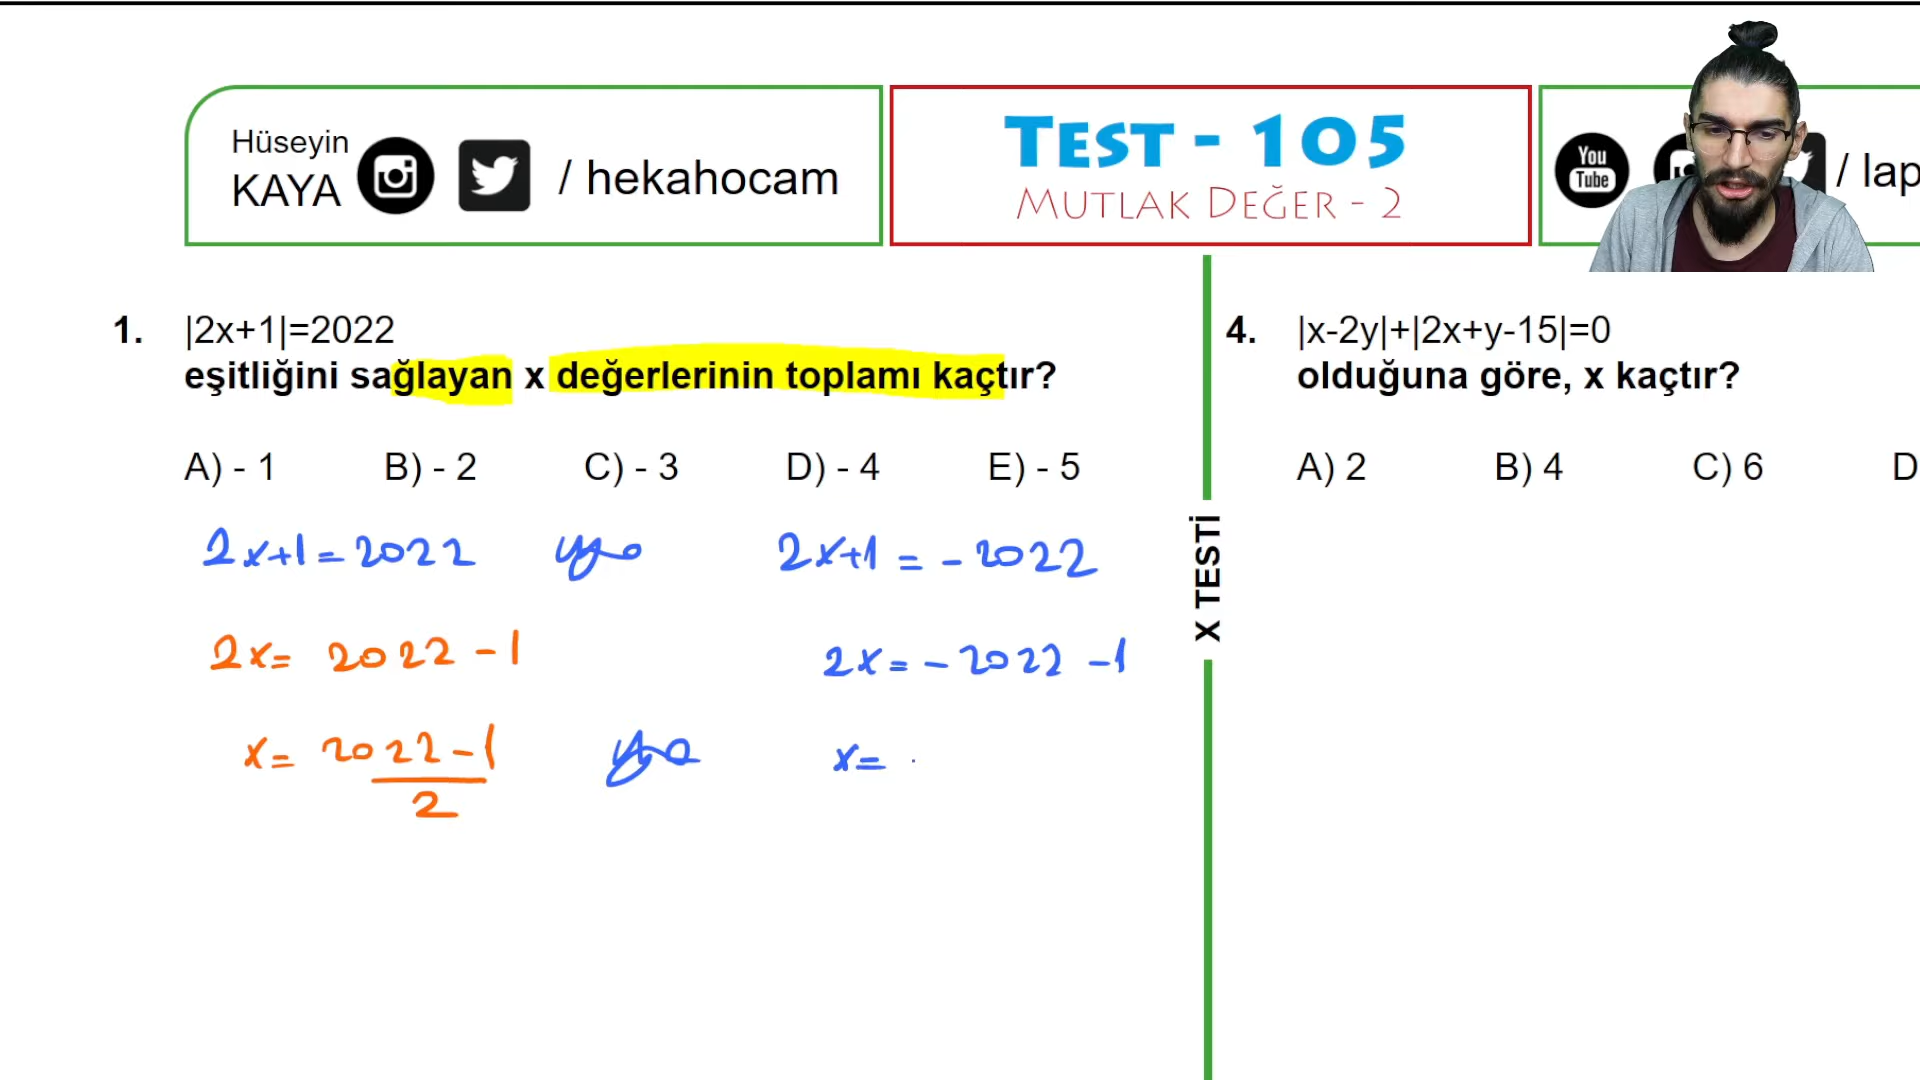 Hüseyin
KAYA
/ hekahocam
TEST - 105
MUTLAK DEĞER - 2
You
Tube
/ lap
1. |2x+1|=2022
eşitliğini sağlayan x değerlerinin toplamı kaçtır?
A) - 1 B) - 2 C) - 3 D) - 4 E) - 5
2x+1=2022 ya 2x+1 = -2022
2x= 2022 -1 2x= -2022 -1
x= 2022 -1 ya x=
2
X TESTİ
4. |x-2y|+|2x+y-15|=0
olduğuna göre, x kaçtır?
A) 2 B) 4 C) 6 D